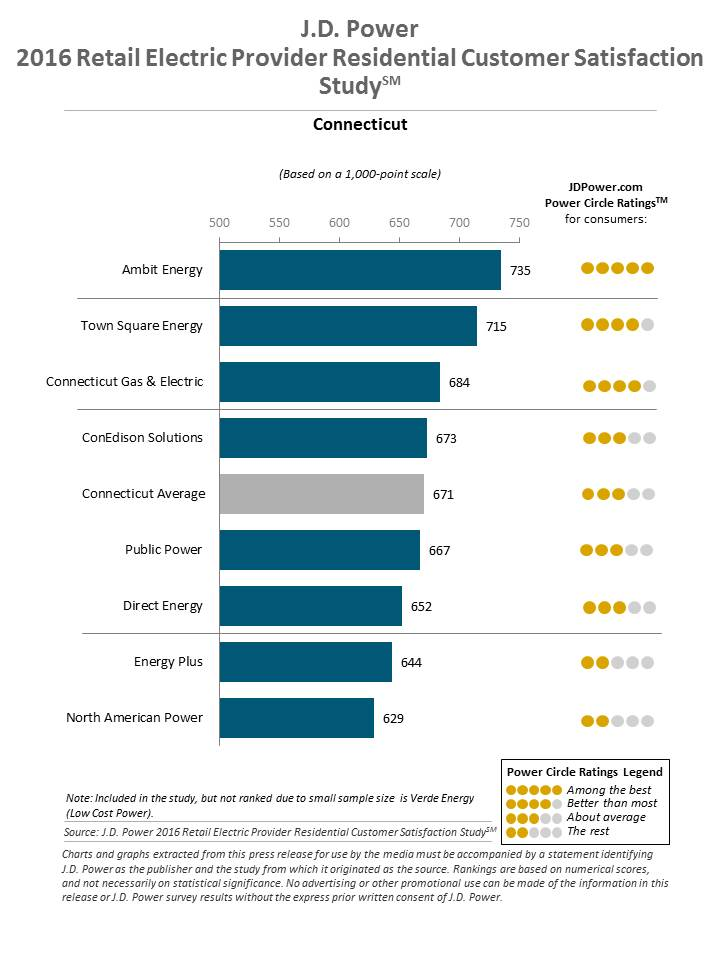 J.D. Power
2016 Retail Electric Provider Residential Customer Satisfaction
StudySM
Connecticut
(Based on a 1,000-point scale)
JDPower.com
Power Circle RatingsTM
for consumers:
500 550 600 650 700 750
Ambit Energy 735
Town Square Energy 715
Connecticut Gas & Electric 684
ConEdison Solutions 673
Connecticut Average 671
Public Power 667
Direct Energy 652
Energy Plus 644
North American Power 629
Power Circle Ratings Legend
Among the best
Better than most
About average
The rest
Note: Included in the study, but not ranked due to small sample size is Verde Energy
(Low Cost Power).
Source: J.D. Power 2016 Retail Electric Provider Residential Customer Satisfaction StudySM
Charts and graphs extracted from this press release for use by the media must be accompanied by a statement identifying
J.D. Power as the publisher and the study from which it originated as the source. Rankings are based on numerical scores,
and not necessarily on statistical significance. No advertising or other promotional use can be made of the information in this
release or J.D. Power survey results without the express prior written consent of J.D. Power.